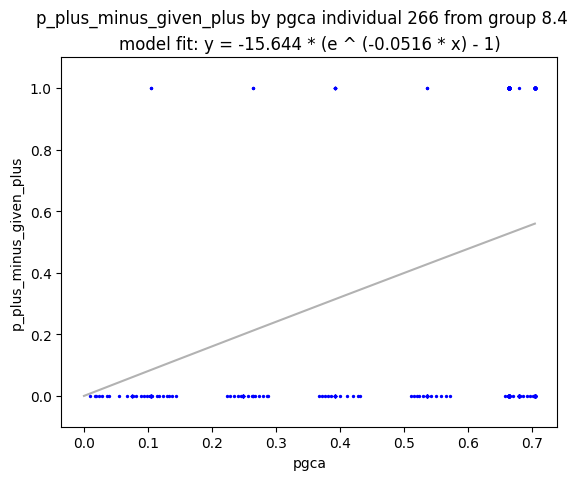 p_plus_minus_given_plus by pgca individual 266 from group 8.4
model fit: y = -15.644 * (e ^ (-0.0516 * x) - 1)
1.0
0.8
0.6
0.4
0.2
0.0
p_plus_minus_given_plus
0.0 0.1 0.2 0.3 0.4 0.5 0.6 0.7
pgca